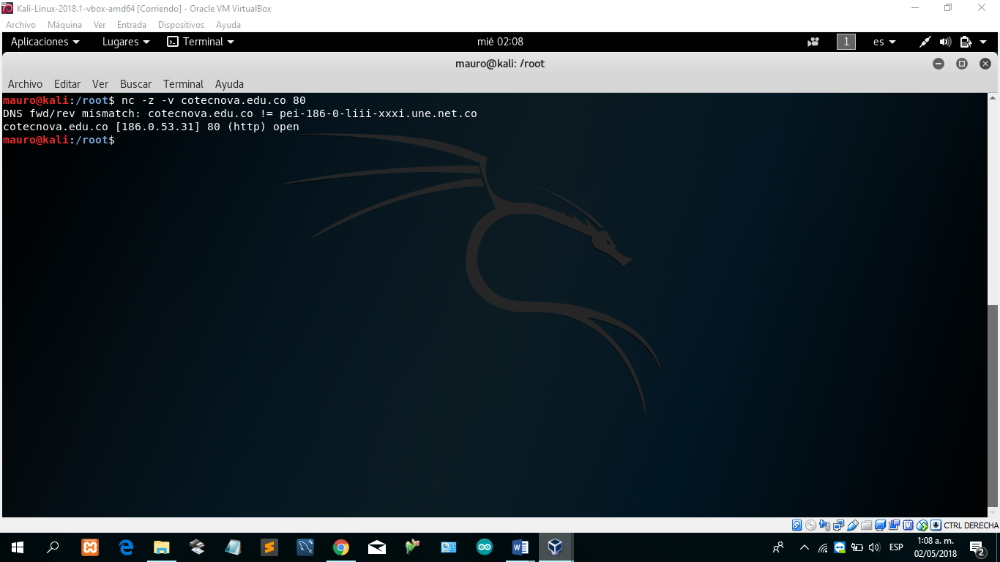 Kali-Linux-2018.1-vbox-amd64 [Corriendo] - Oracle VM VirtualBox
Archivo Máquina Ver Entrada Dispositivos Ayuda
Aplicaciones Lugares Terminal mié 02:08 1 es
mauro@kali: /root
Archivo Editar Ver Buscar Terminal Ayuda
mauro@kali:/root$ nc -z -v cotecnova.edu.co 80
DNS fwd/rev mismatch: cotecnova.edu.co != pei-186-0-liii-xxxi.une.net.co
cotecnova.edu.co [186.0.53.31] 80 (http) open
mauro@kali:/root$
CTRL DERECHA
ESP 1:08 a. m.
02/05/2018 2